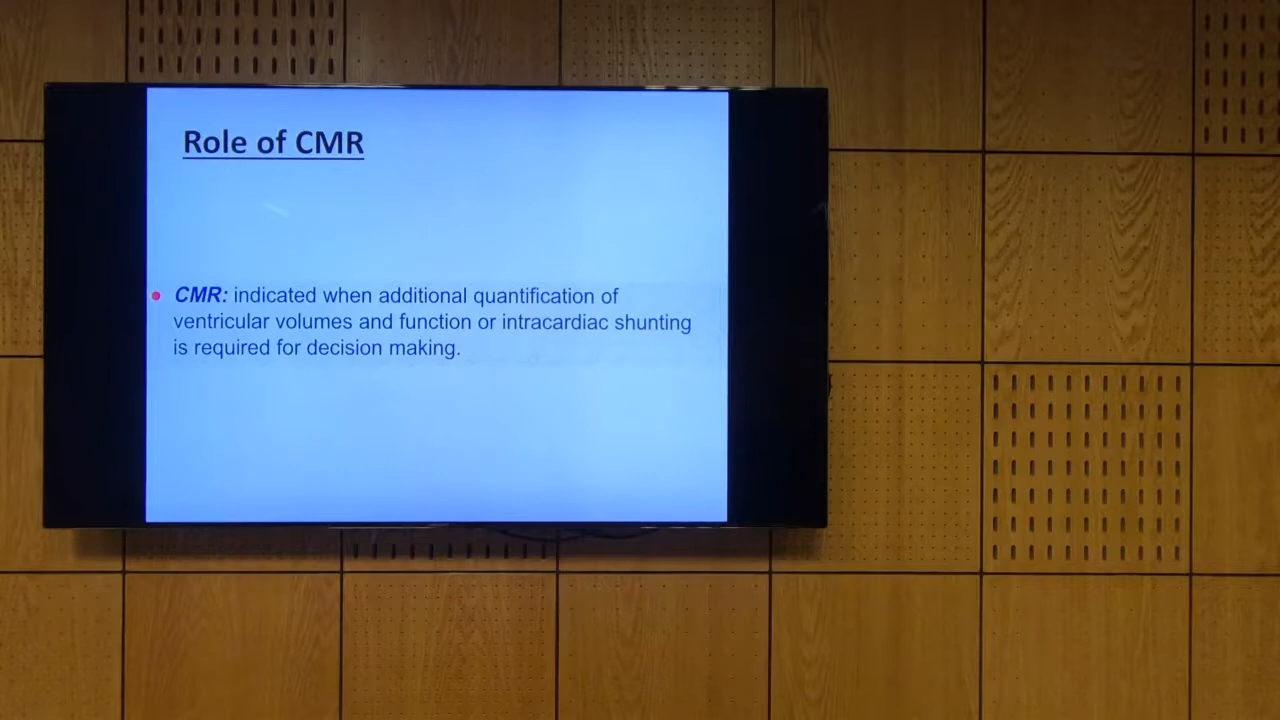 Role of CMR
CMR: indicated when additional quantification of
ventricular volumes and function or intracardiac shunting
is required for decision making.